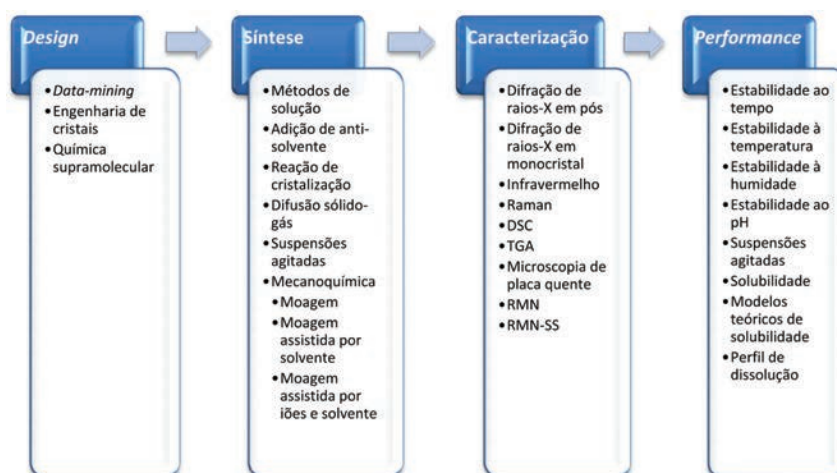 Design
• Data-mining
• Engenharia de
cristais
• Química
supramolecular
Síntese
• Métodos de
solução
• Adição de anti-
solvente
• Reação de
cristalização
• Difusão sólido-
gás
• Suspensões
agitadas
• Mecanoquímica
• Moagem
• Moagem
assistida por
solvente
• Moagem
assistida por
iões e solvente
Caracterização
• Difração de
raios-X em pós
• Difração de
raios-X em
monocristal
• Infravermelho
• Raman
• DSC
• TGA
• Microscopia de
placa quente
• RMN
• RMN-SS
Performance
• Estabilidade ao
tempo
• Estabilidade à
temperatura
• Estabilidade à
humidade
• Estabilidade ao
pH
• Suspensões
agitadas
• Solubilidade
• Modelos
teóricos de
solubilidade
• Perfil de
dissolução